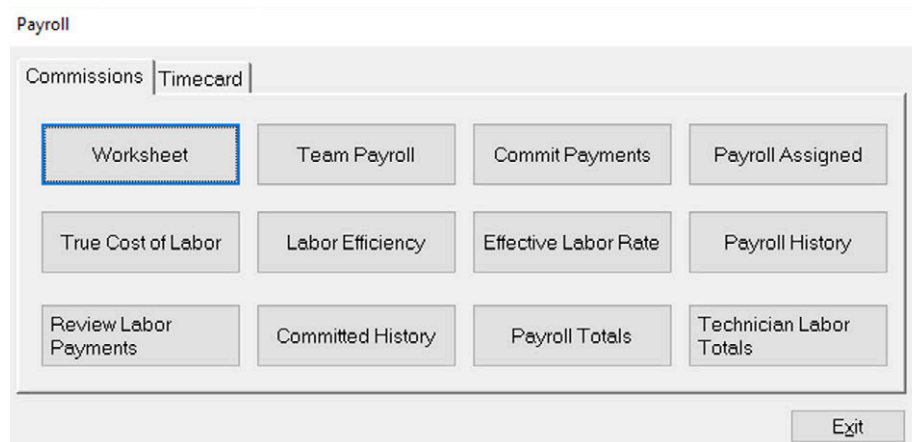 Payroll
Commissions Timecard
Worksheet Team Payroll Commit Payments Payroll Assigned
True Cost of Labor Labor Efficiency Effective Labor Rate Payroll History
Review Labor
Payments
Committed History Payroll Totals
Technician Labor
Totals
Exit